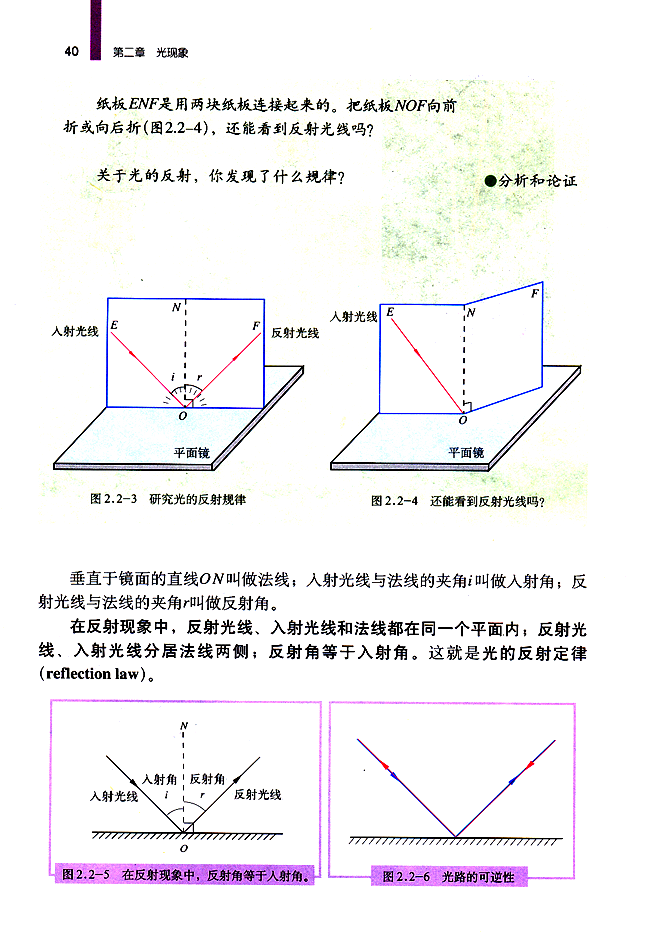 40 第二章 光现象
纸板ENF是用两块纸板连接起来的。把纸板NOF向前
折或向后折(图2.2-4)，还能看到反射光线吗？
关于光的反射，你发现了什么规律？
●分析和论证
N
入射光线 E
F 反射光线
i r
O
平面镜
图2.2-3 研究光的反射规律
F
入射光线 E
N
O
平面镜
图2.2-4 还能看到反射光线吗？
垂直于镜面的直线ON叫做法线；入射光线与法线的夹角i叫做入射角；反
射光线与法线的夹角r叫做反射角。
在反射现象中，反射光线、入射光线和法线都在同一个平面内；反射光
线、入射光线分居法线两侧；反射角等于入射角。这就是光的反射定律
(reflection law)。
N
入射角 反射角
入射光线 i r 反射光线
O
图2.2-5 在反射现象中，反射角等于入射角。
图2.2-6 光路的可逆性